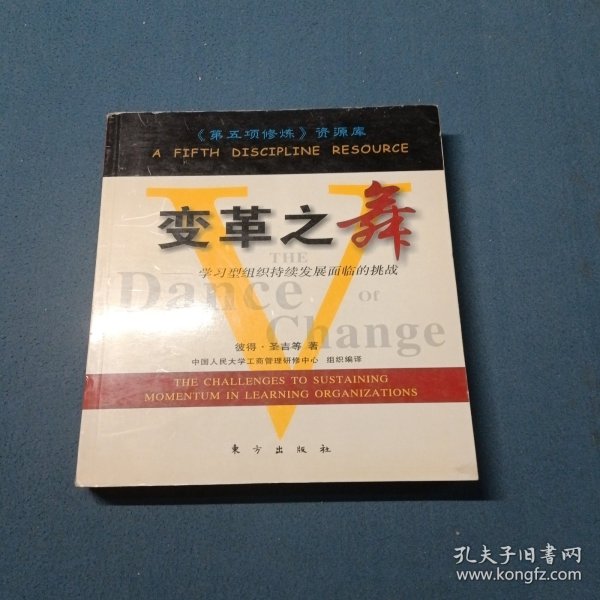 《第五项修炼》资源库
A FIFTH DISCIPLINE RESOURCE
V
变革之舞
THE
学习型组织持续发展面临的挑战
Dance OF
Change
彼得·圣吉等 著
中国人民大学工商管理研修中心 组织编译
THE CHALLENGES TO SUSTAINING
MOMENTUM IN LEARNING ORGANIZATIONS
东方出版社
孔夫子旧书网
www.kongfz.com